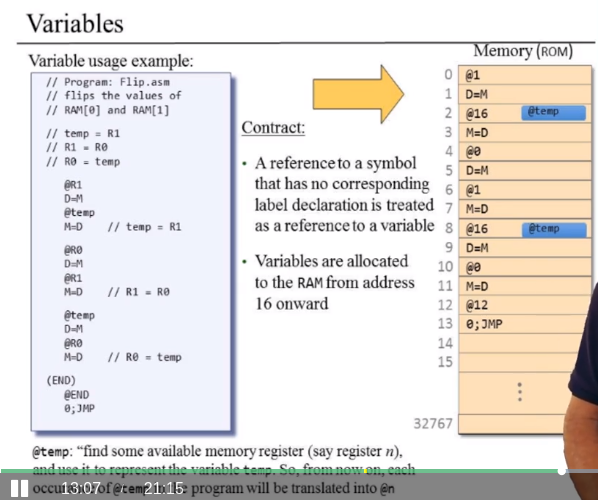 Variables
Variable usage example:
// Program: Flip.asm
// flips the values of
// RAM[0] and RAM[1]
// temp = R1
// R1 = R0
// R0 = temp
@R1
D=M
@temp
M=D // temp = R1
@R0
D=M
@R1
M=D // R1 = R0
@temp
D=M
@R0
M=D // R0 = temp
(END)
@END
0;JMP
Contract:
• A reference to a symbol
that has no corresponding
label declaration is treated
as a reference to a variable
• Variables are allocated
to the RAM from address
16 onward
Memory (ROM)
0 @1
1 D=M
2 @16 @temp
3 M=D
4 @0
5 D=M
6 @1
7 M=D
8 @16 @temp
9 D=M
10 @0
11 M=D
12 @12
13 0;JMP
14
15
32767
@temp: “find some available memory register (say register n),
and use it to represent the variable temp. So, from now on, each
occurrence of @temp in the program will be translated into @n
13:07 21:15